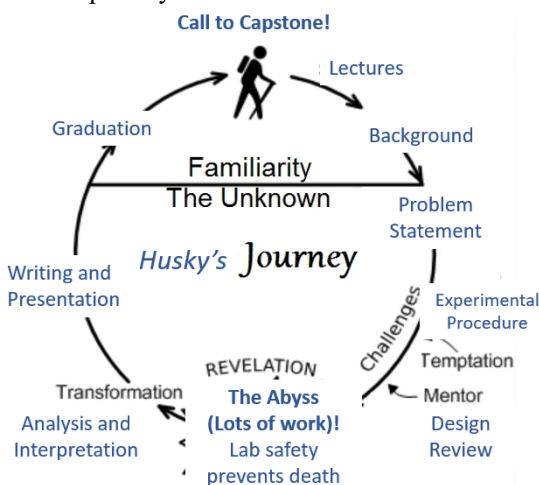 Call to Capstone!
Lectures
Graduation
Background
Familiarity
The Unknown
Problem
Statement
Husky's Journey
Writing and
Presentation
Experimental
Procedure
Challenges
REVELATION
Temptation
Transformation
The Abyss
(Lots of work)!
Mentor
Analysis and
Interpretation
Lab safety
prevents death
Design
Review